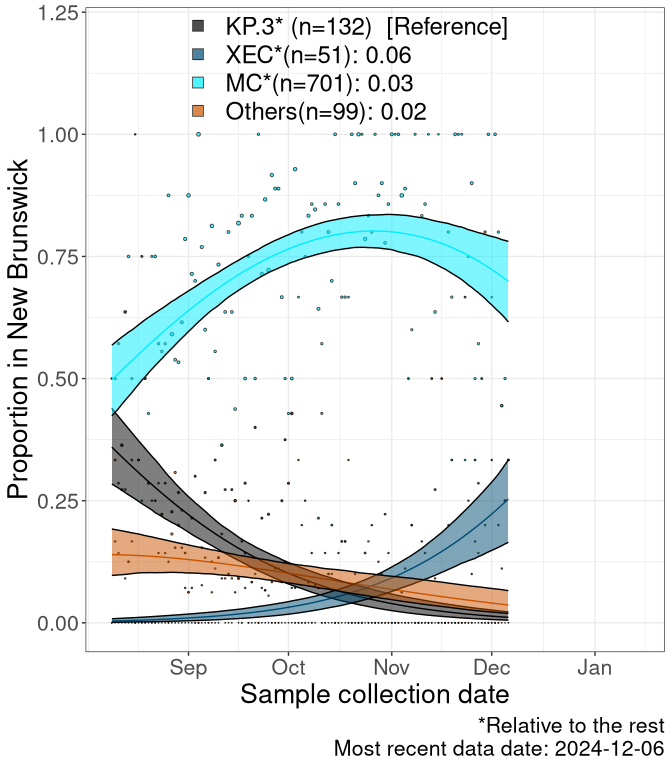 KP.3* (n=132)  [Reference]
XEC*(n=51): 0.06
MC*(n=701): 0.03
Others(n=99): 0.02
Proportion in New Brunswick
1.25
1.00
0.75
0.50
0.25
0.00
Sep Oct Nov Dec Jan
Sample collection date
*Relative to the rest
Most recent data date: 2024-12-06